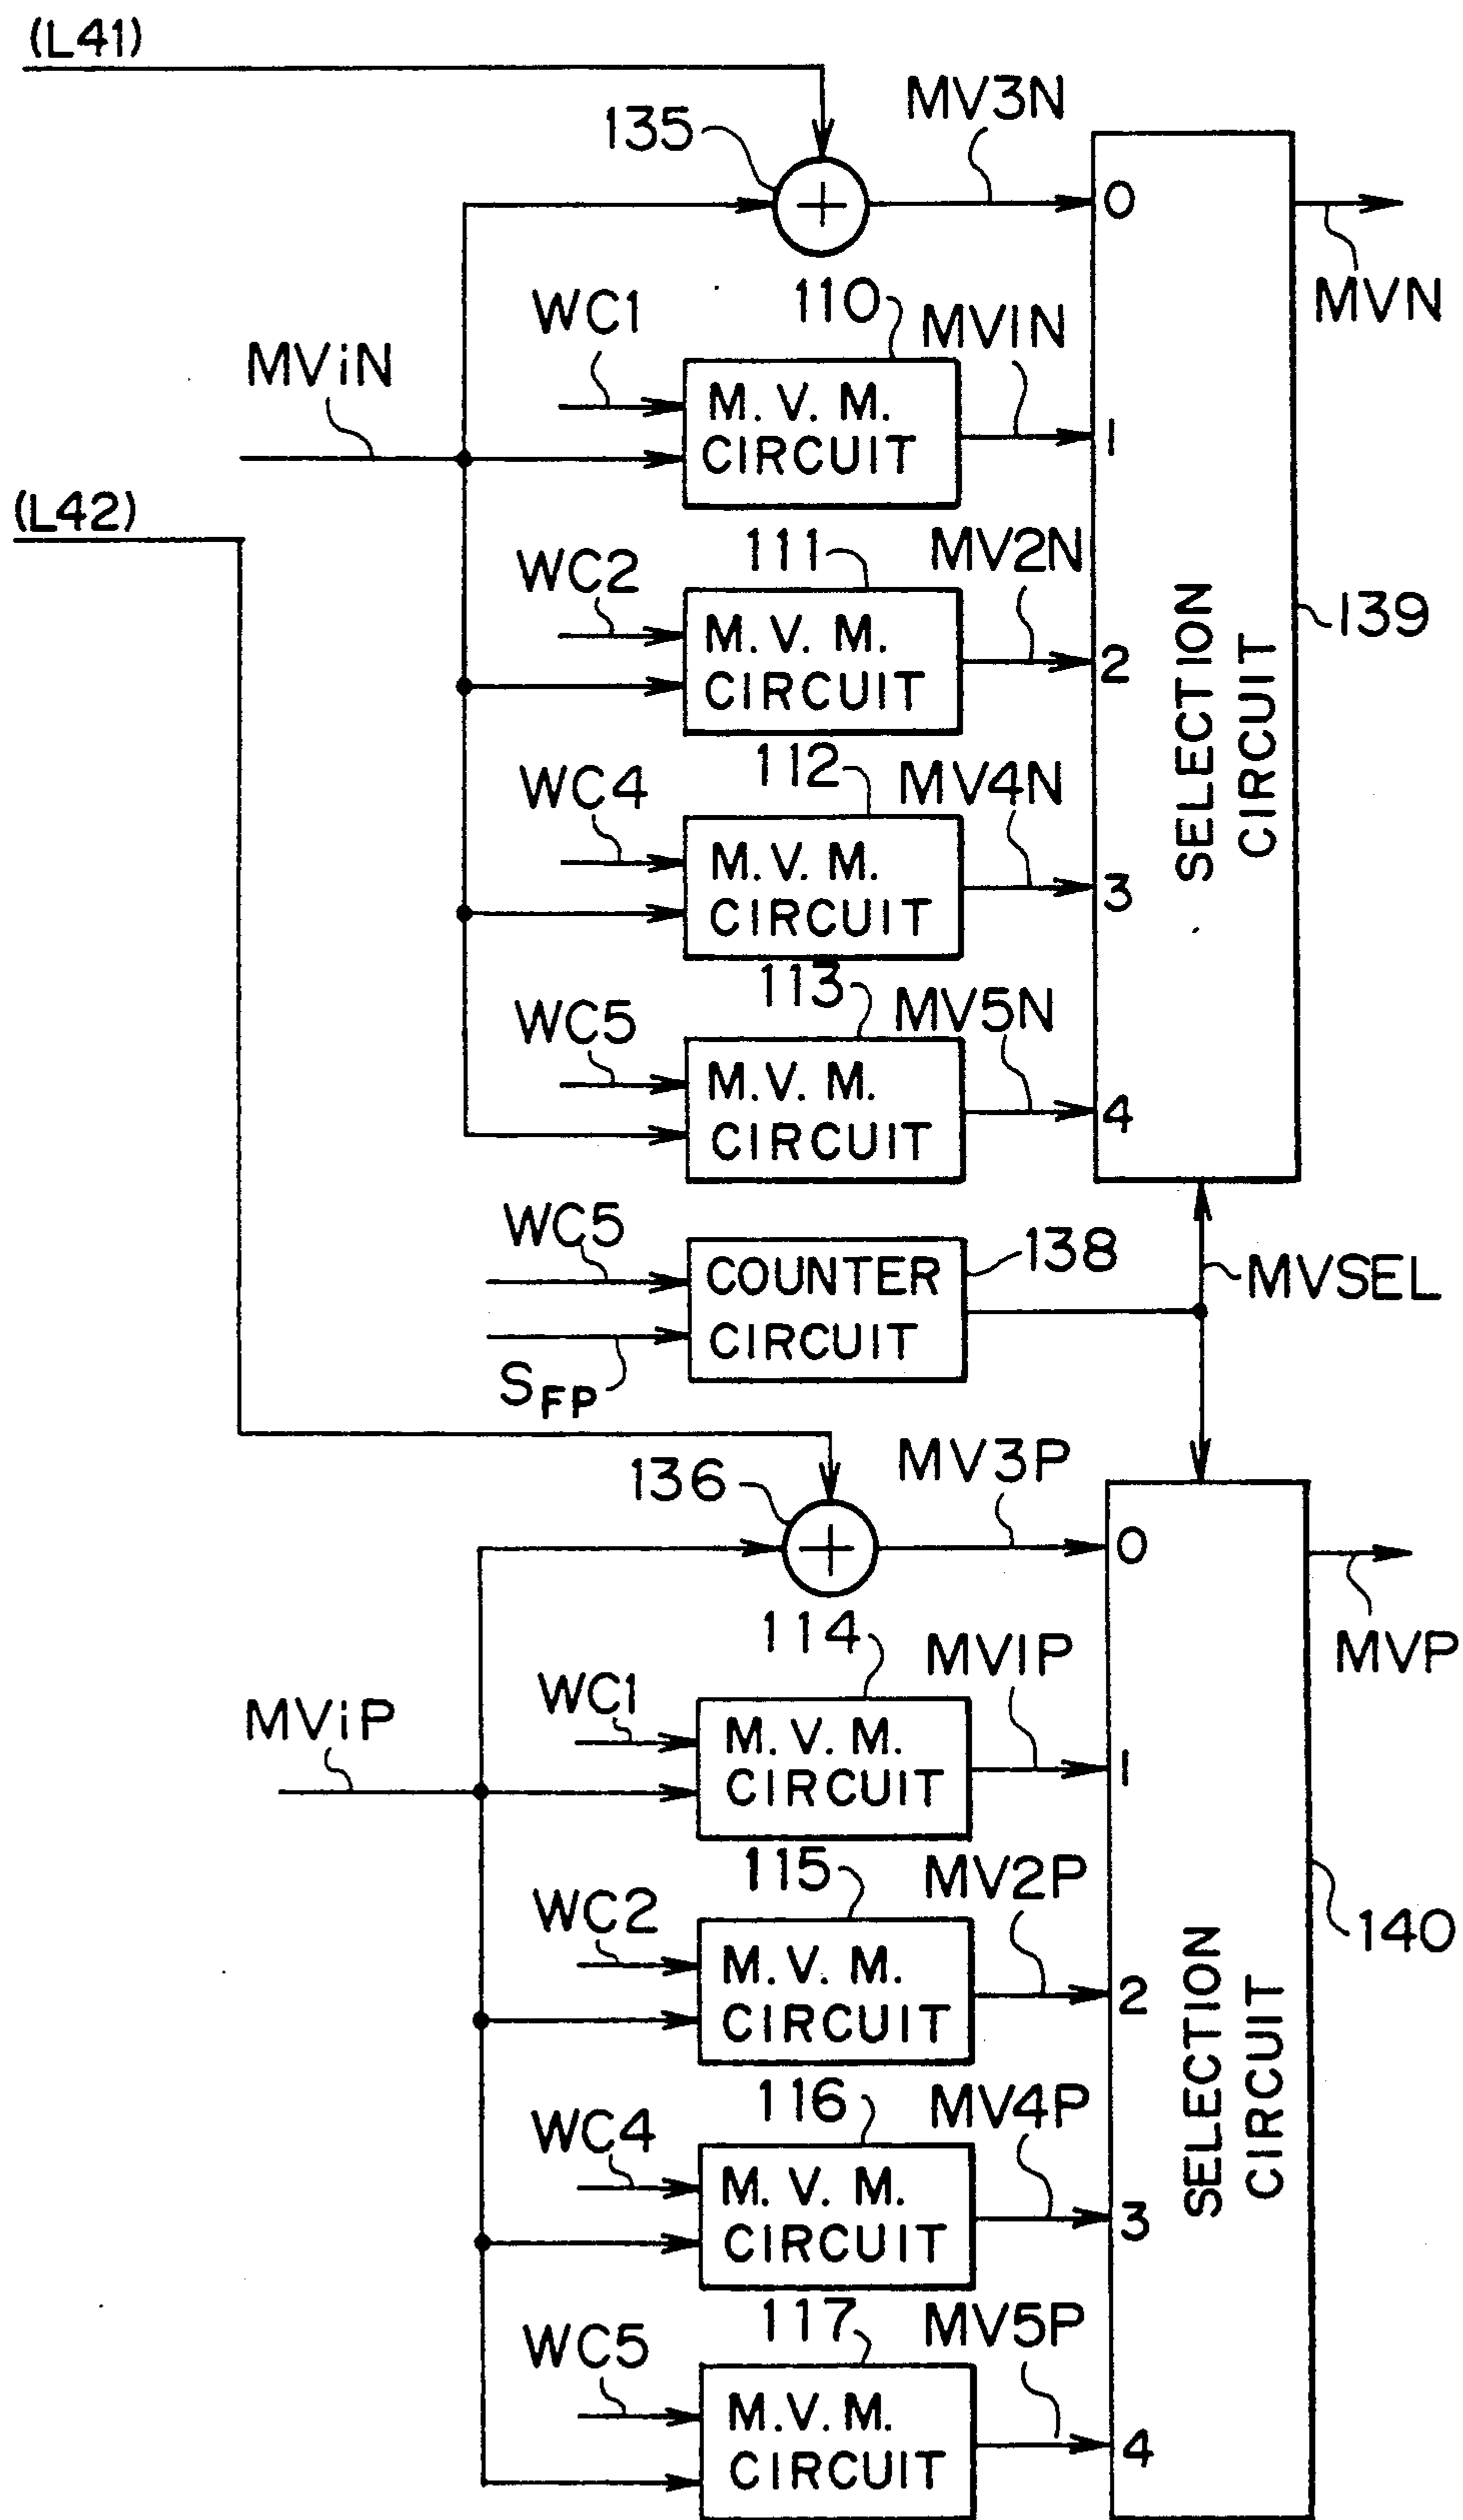 (L41)
135
MV3N
0
MVN
WC1
110
MV1N
MViN
M. V. M.
CIRCUIT
1
(L42)
WC2
111
MV2N
M. V. M.
CIRCUIT
2
SELECTION
CIRCUIT
139
WC4
112
MV4N
M. V. M.
CIRCUIT
3
WC5
113
MV5N
M. V. M.
CIRCUIT
4
WC5
COUNTER
CIRCUIT
138
MVSEL
SFP
136
MV3P
0
MVP
114
MV1P
WC1
MViP
M. V. M.
CIRCUIT
1
115
MV2P
WC2
M. V. M.
CIRCUIT
2
SELECTION
CIRCUIT
140
116
MV4P
WC4
M. V. M.
CIRCUIT
3
117
MV5P
WC5
M. V. M.
CIRCUIT
4